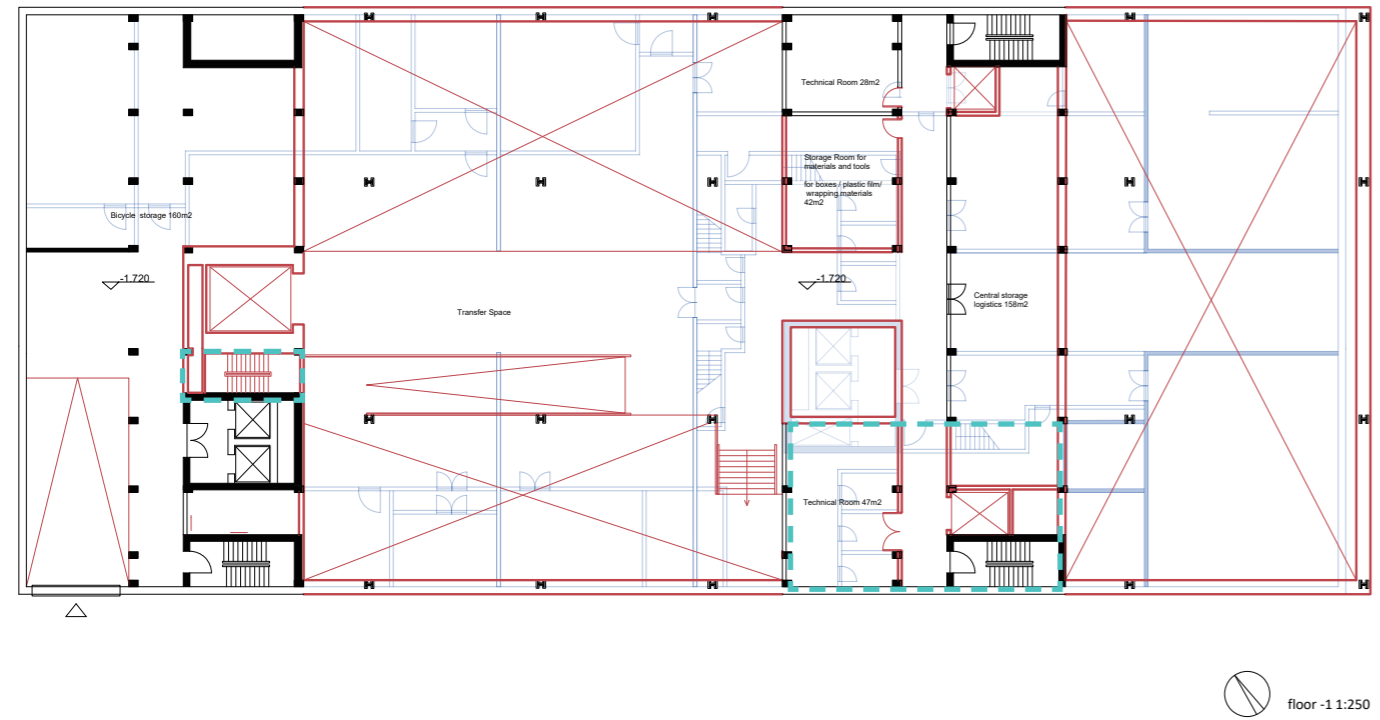 Technical Room 28m2
Storage Room for
materials and tools
for boxes / plastic film/
wrapping materials
42m2
Bicycle storage 160m2
-1.720
-1.720
Central storage
logistics 158m2
Transfer Space
Technical Room 47m2
floor -1 1:250